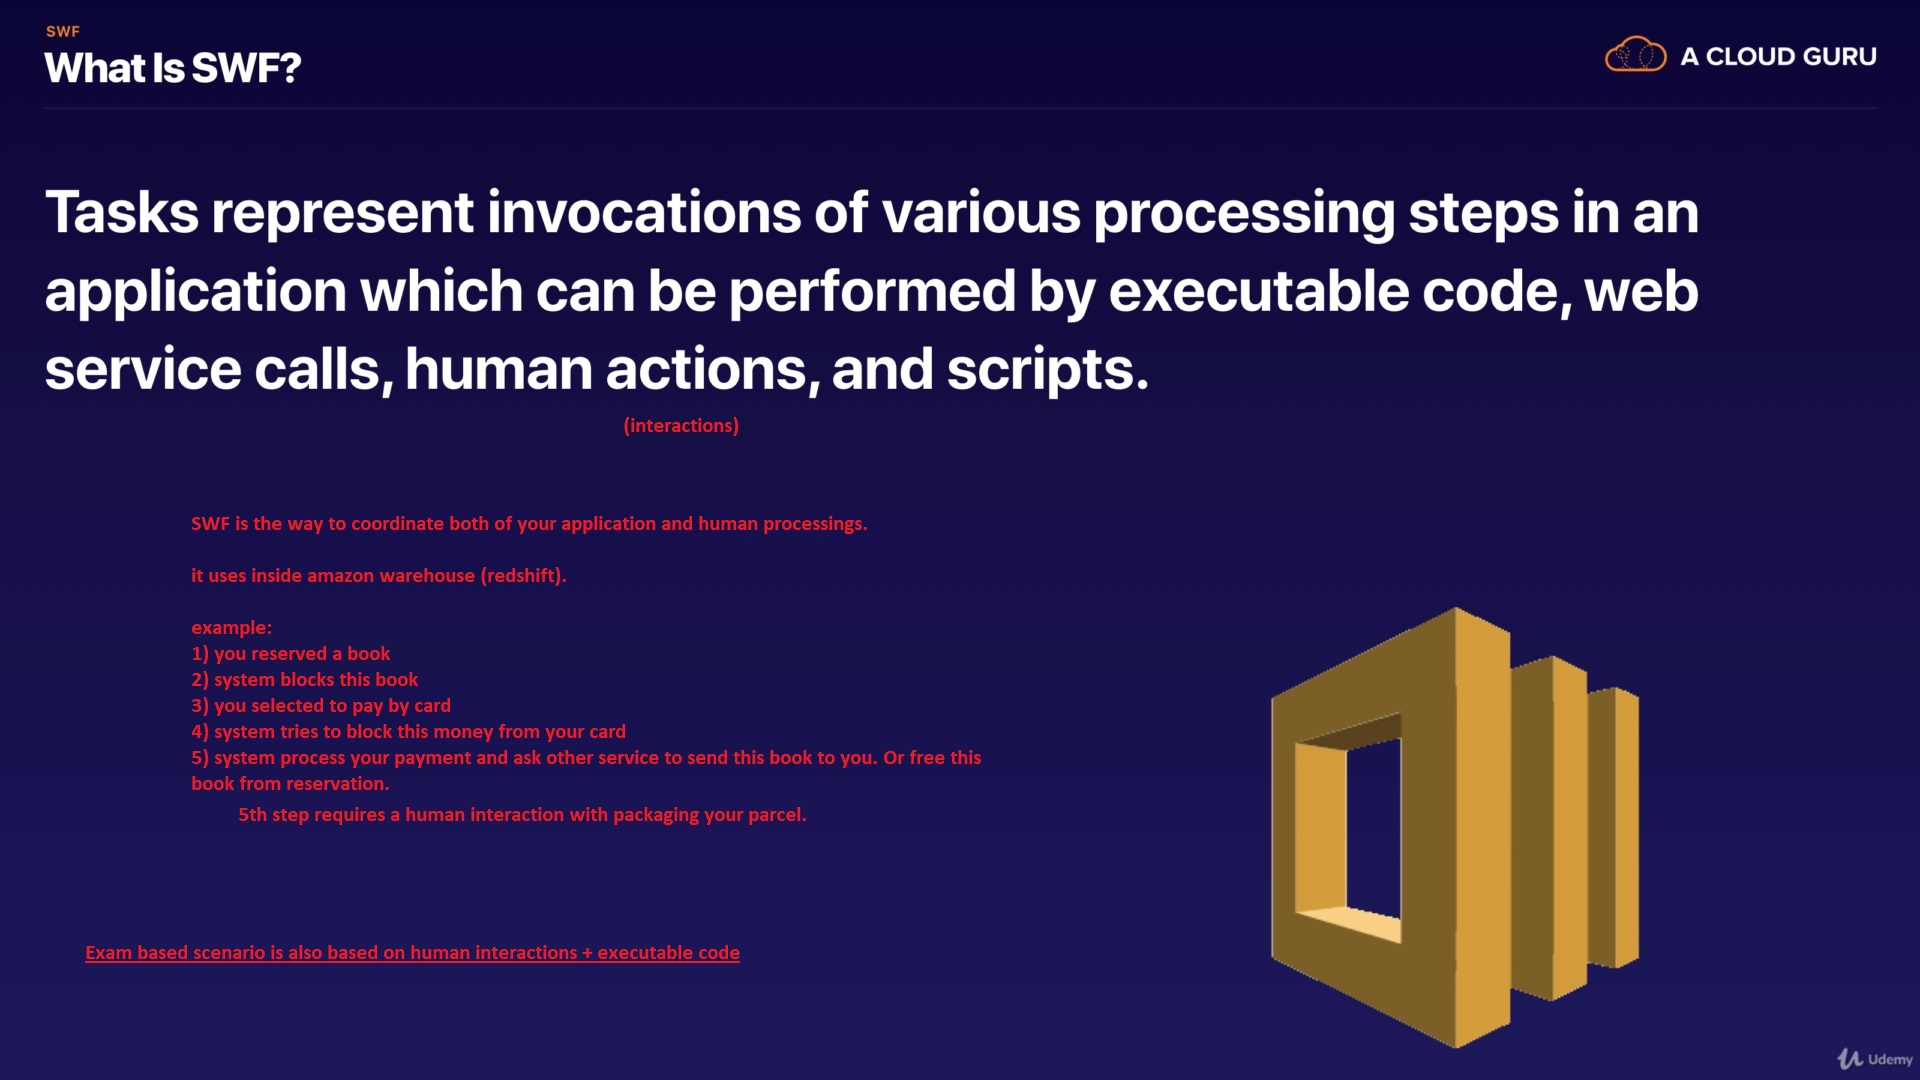 SWF
What Is SWF?
A CLOUD GURU
Tasks represent invocations of various processing steps in an
application which can be performed by executable code, web
service calls, human actions, and scripts.
(interactions)
SWF is the way to coordinate both of your application and human processings.
it uses inside amazon warehouse (redshift).
example:
1) you reserved a book
2) system blocks this book
3) you selected to pay by card
4) system tries to block this money from your card
5) system process your payment and ask other service to send this book to you. Or free this
book from reservation.
5th step requires a human interaction with packaging your parcel.
Exam based scenario is also based on human interactions + executable code
Udemy